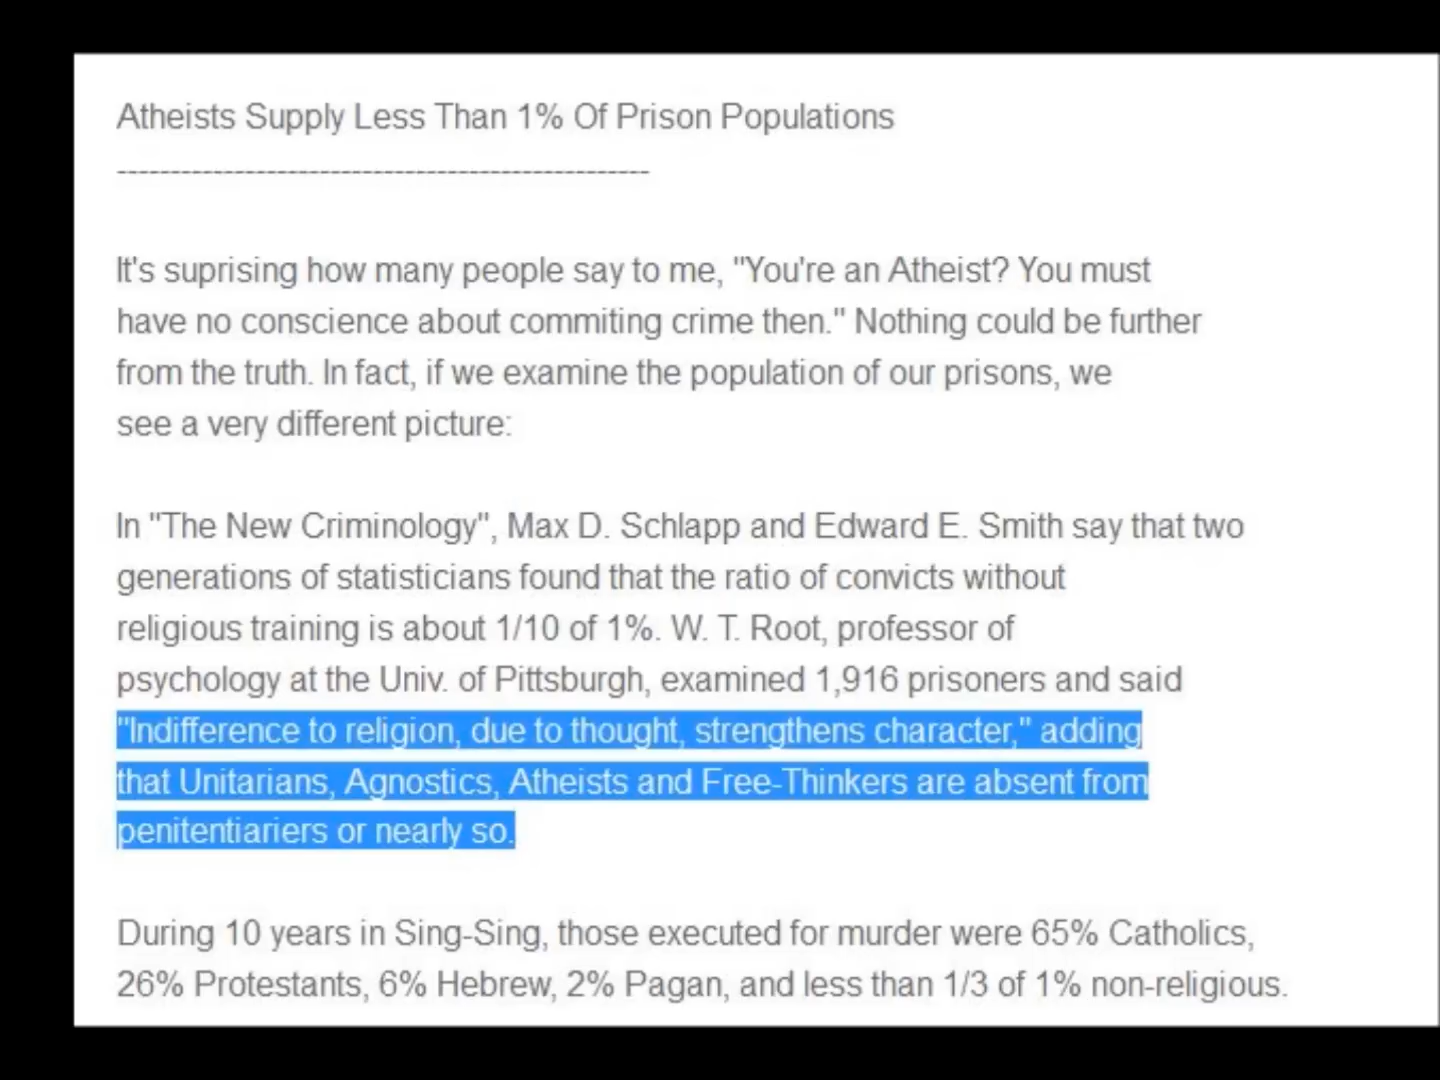 Atheists Supply Less Than 1% Of Prison Populations
--------------------------------------------------
It's suprising how many people say to me, "You're an Atheist? You must
have no conscience about commiting crime then." Nothing could be further
from the truth. In fact, if we examine the population of our prisons, we
see a very different picture:
In "The New Criminology", Max D. Schlapp and Edward E. Smith say that two
generations of statisticians found that the ratio of convicts without
religious training is about 1/10 of 1%. W. T. Root, professor of
psychology at the Univ. of Pittsburgh, examined 1,916 prisoners and said
"Indifference to religion, due to thought, strengthens character," adding
that Unitarians, Agnostics, Atheists and Free-Thinkers are absent from
penitentiariers or nearly so.
During 10 years in Sing-Sing, those executed for murder were 65% Catholics,
26% Protestants, 6% Hebrew, 2% Pagan, and less than 1/3 of 1% non-religious.